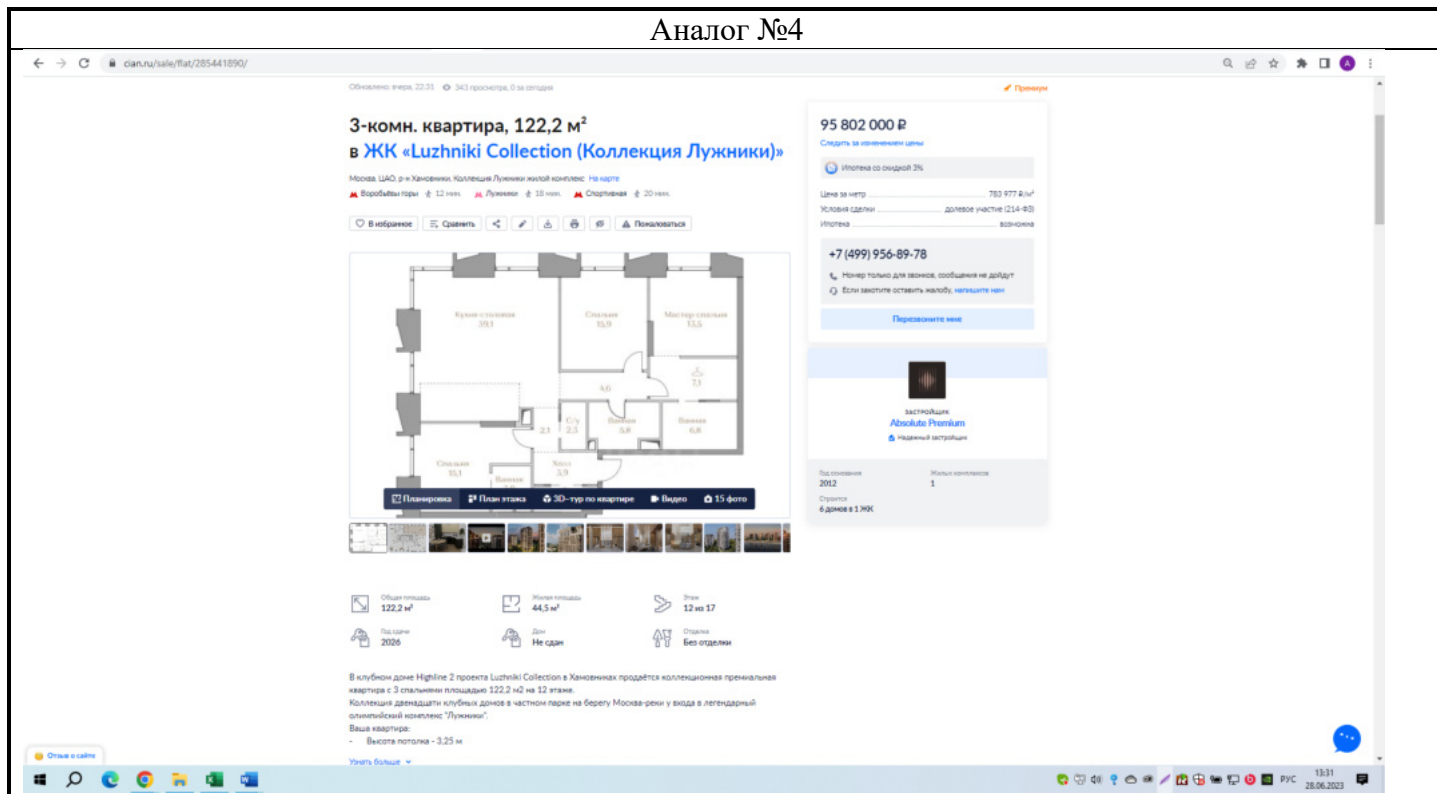 Аналог №4
cian.ru/sale/flat/285441890/
Обновлено: вчера, 22:31 343 просмотра, 0 за сегодня
Премиум
3-комн. квартира, 122,2 м²
в ЖК «Luzhniki Collection (Коллекция Лужники)»
Москва, ЦАО, р-н Хамовники, Коллекция Лужники жилой комплекс На карте
Воробьёвы горы 12 мин. Лужники 18 мин. Спортивная 20 мин.
В избранное Сравнить Пожаловаться
Кухня-столовая
39,1
Спальня
15,9
Мастер-спальня
13,5
7,1
4,6
С/у
2,3
2,1
Ванная
5,8
Ванная
6,8
Холл
3,9
Спальня
15,1
Ванная
Планировка План этажа 3D-тур по квартире Видео 15 фото
Общая площадь
122,2 м²
Жилая площадь
44,5 м²
Этаж
12 из 17
Год сдачи
2026
Дом
Не сдан
Отделка
Без отделки
В клубном доме Highline 2 проекта Luzhniki Collection в Хамовниках продаётся коллекционная премиальная
квартира с 3 спальнями площадью 122,2 м2 на 12 этаже.
Коллекция двенадцати клубных домов в частном парке на берегу Москва-реки у входа в легендарный
олимпийский комплекс "Лужники".
Ваша квартира:
- Высота потолка - 3,25 м
Узнать больше
95 802 000 ₽
Следить за изменением цены
Ипотека со скидкой 3%
Цена за метр 783 977 ₽/м²
Условия сделки долевое участие (214-ФЗ)
Ипотека возможна
+7 (499) 956-89-78
Номер только для звонков, сообщения не дойдут
Если захотите оставить жалобу, напишите нам
Перезвоните мне
ЗАСТРОЙЩИК
Absolute Premium
Надежный застройщик
Год основания
2012
Жилых комплексов
1
Строится
6 домов в 1 ЖК
Отзыв о сайте
РУС
13:31
28.06.2023